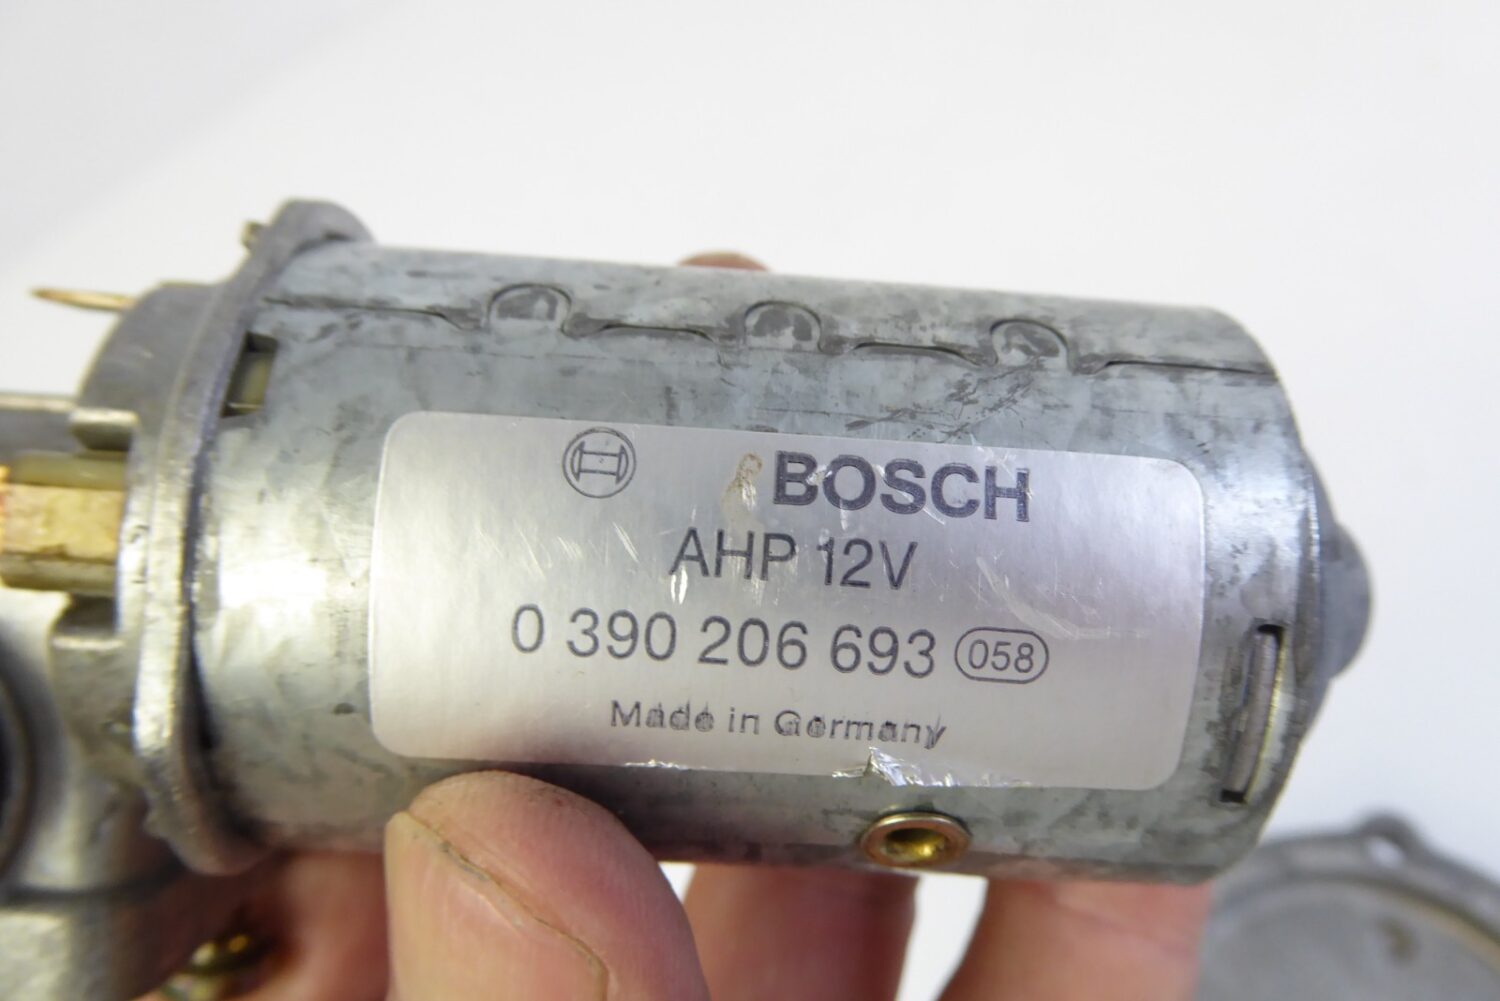 BOSCH
AHP 12V
0 390 206 693 058
Made in Germany